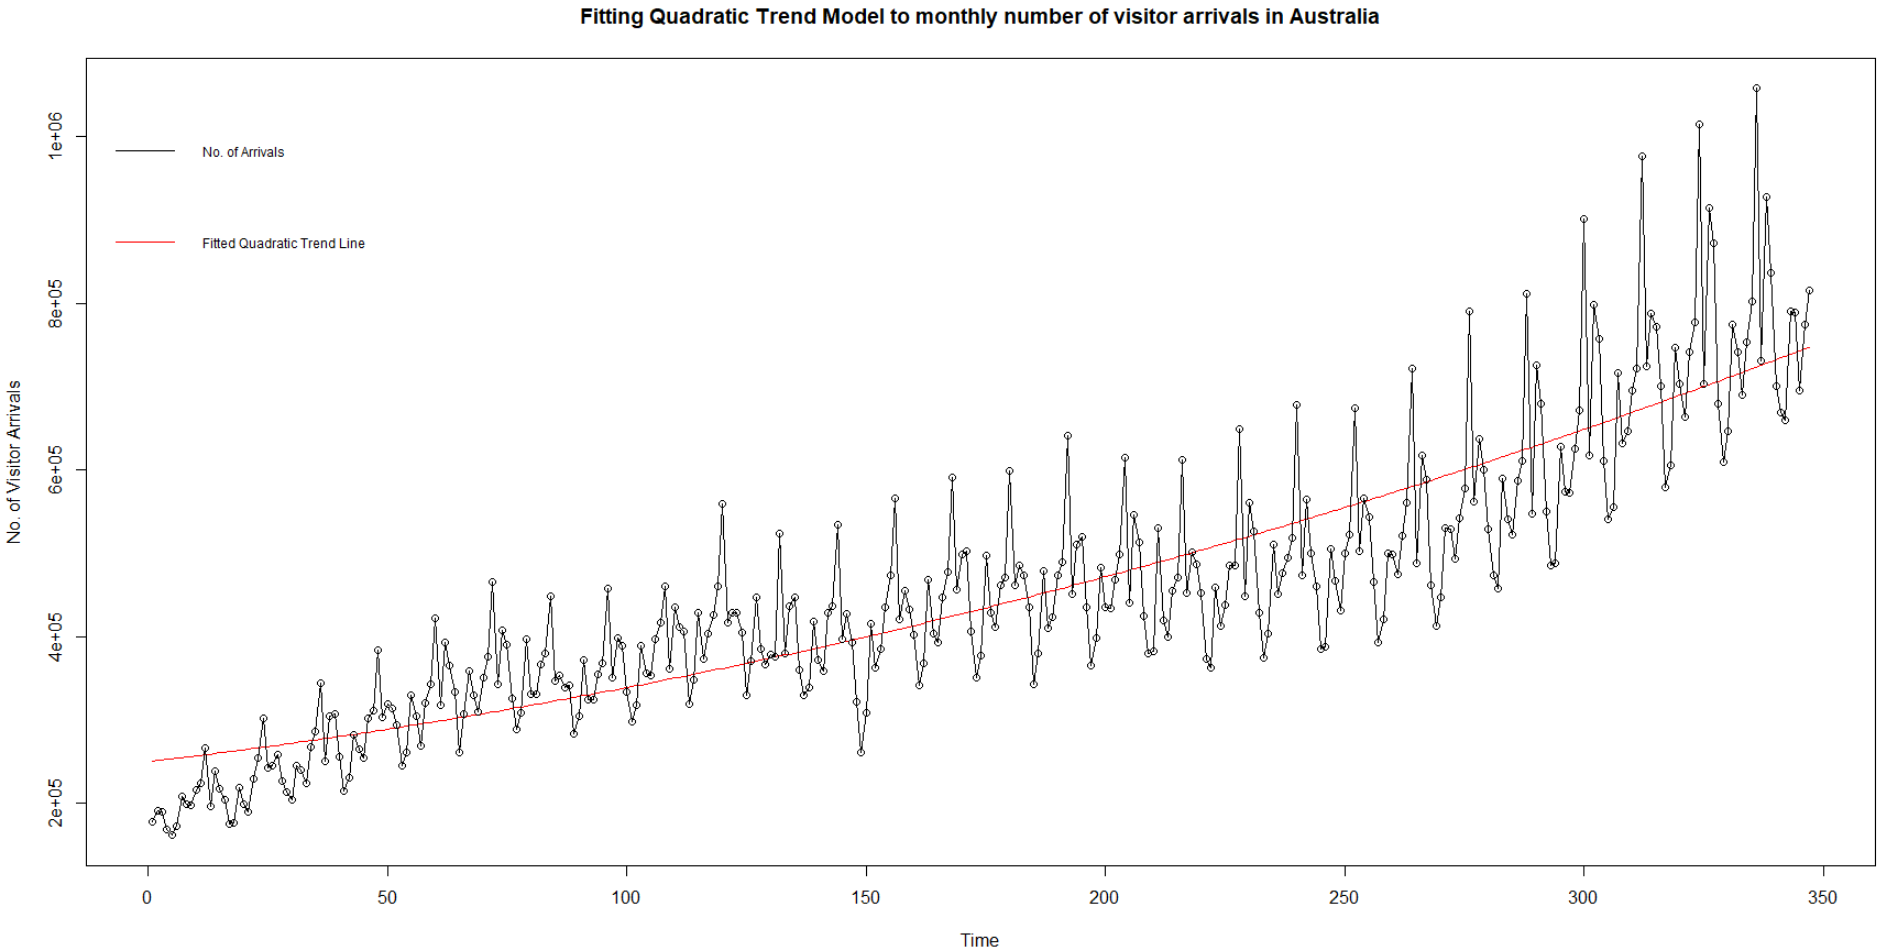 Fitting Quadratic Trend Model to monthly number of visitor arrivals in Australia
No. of Visitor Arrivals
1e+06
8e+05
6e+05
4e+05
2e+05
No. of Arrivals
Fitted Quadratic Trend Line
0 50 100 150 200 250 300 350
Time